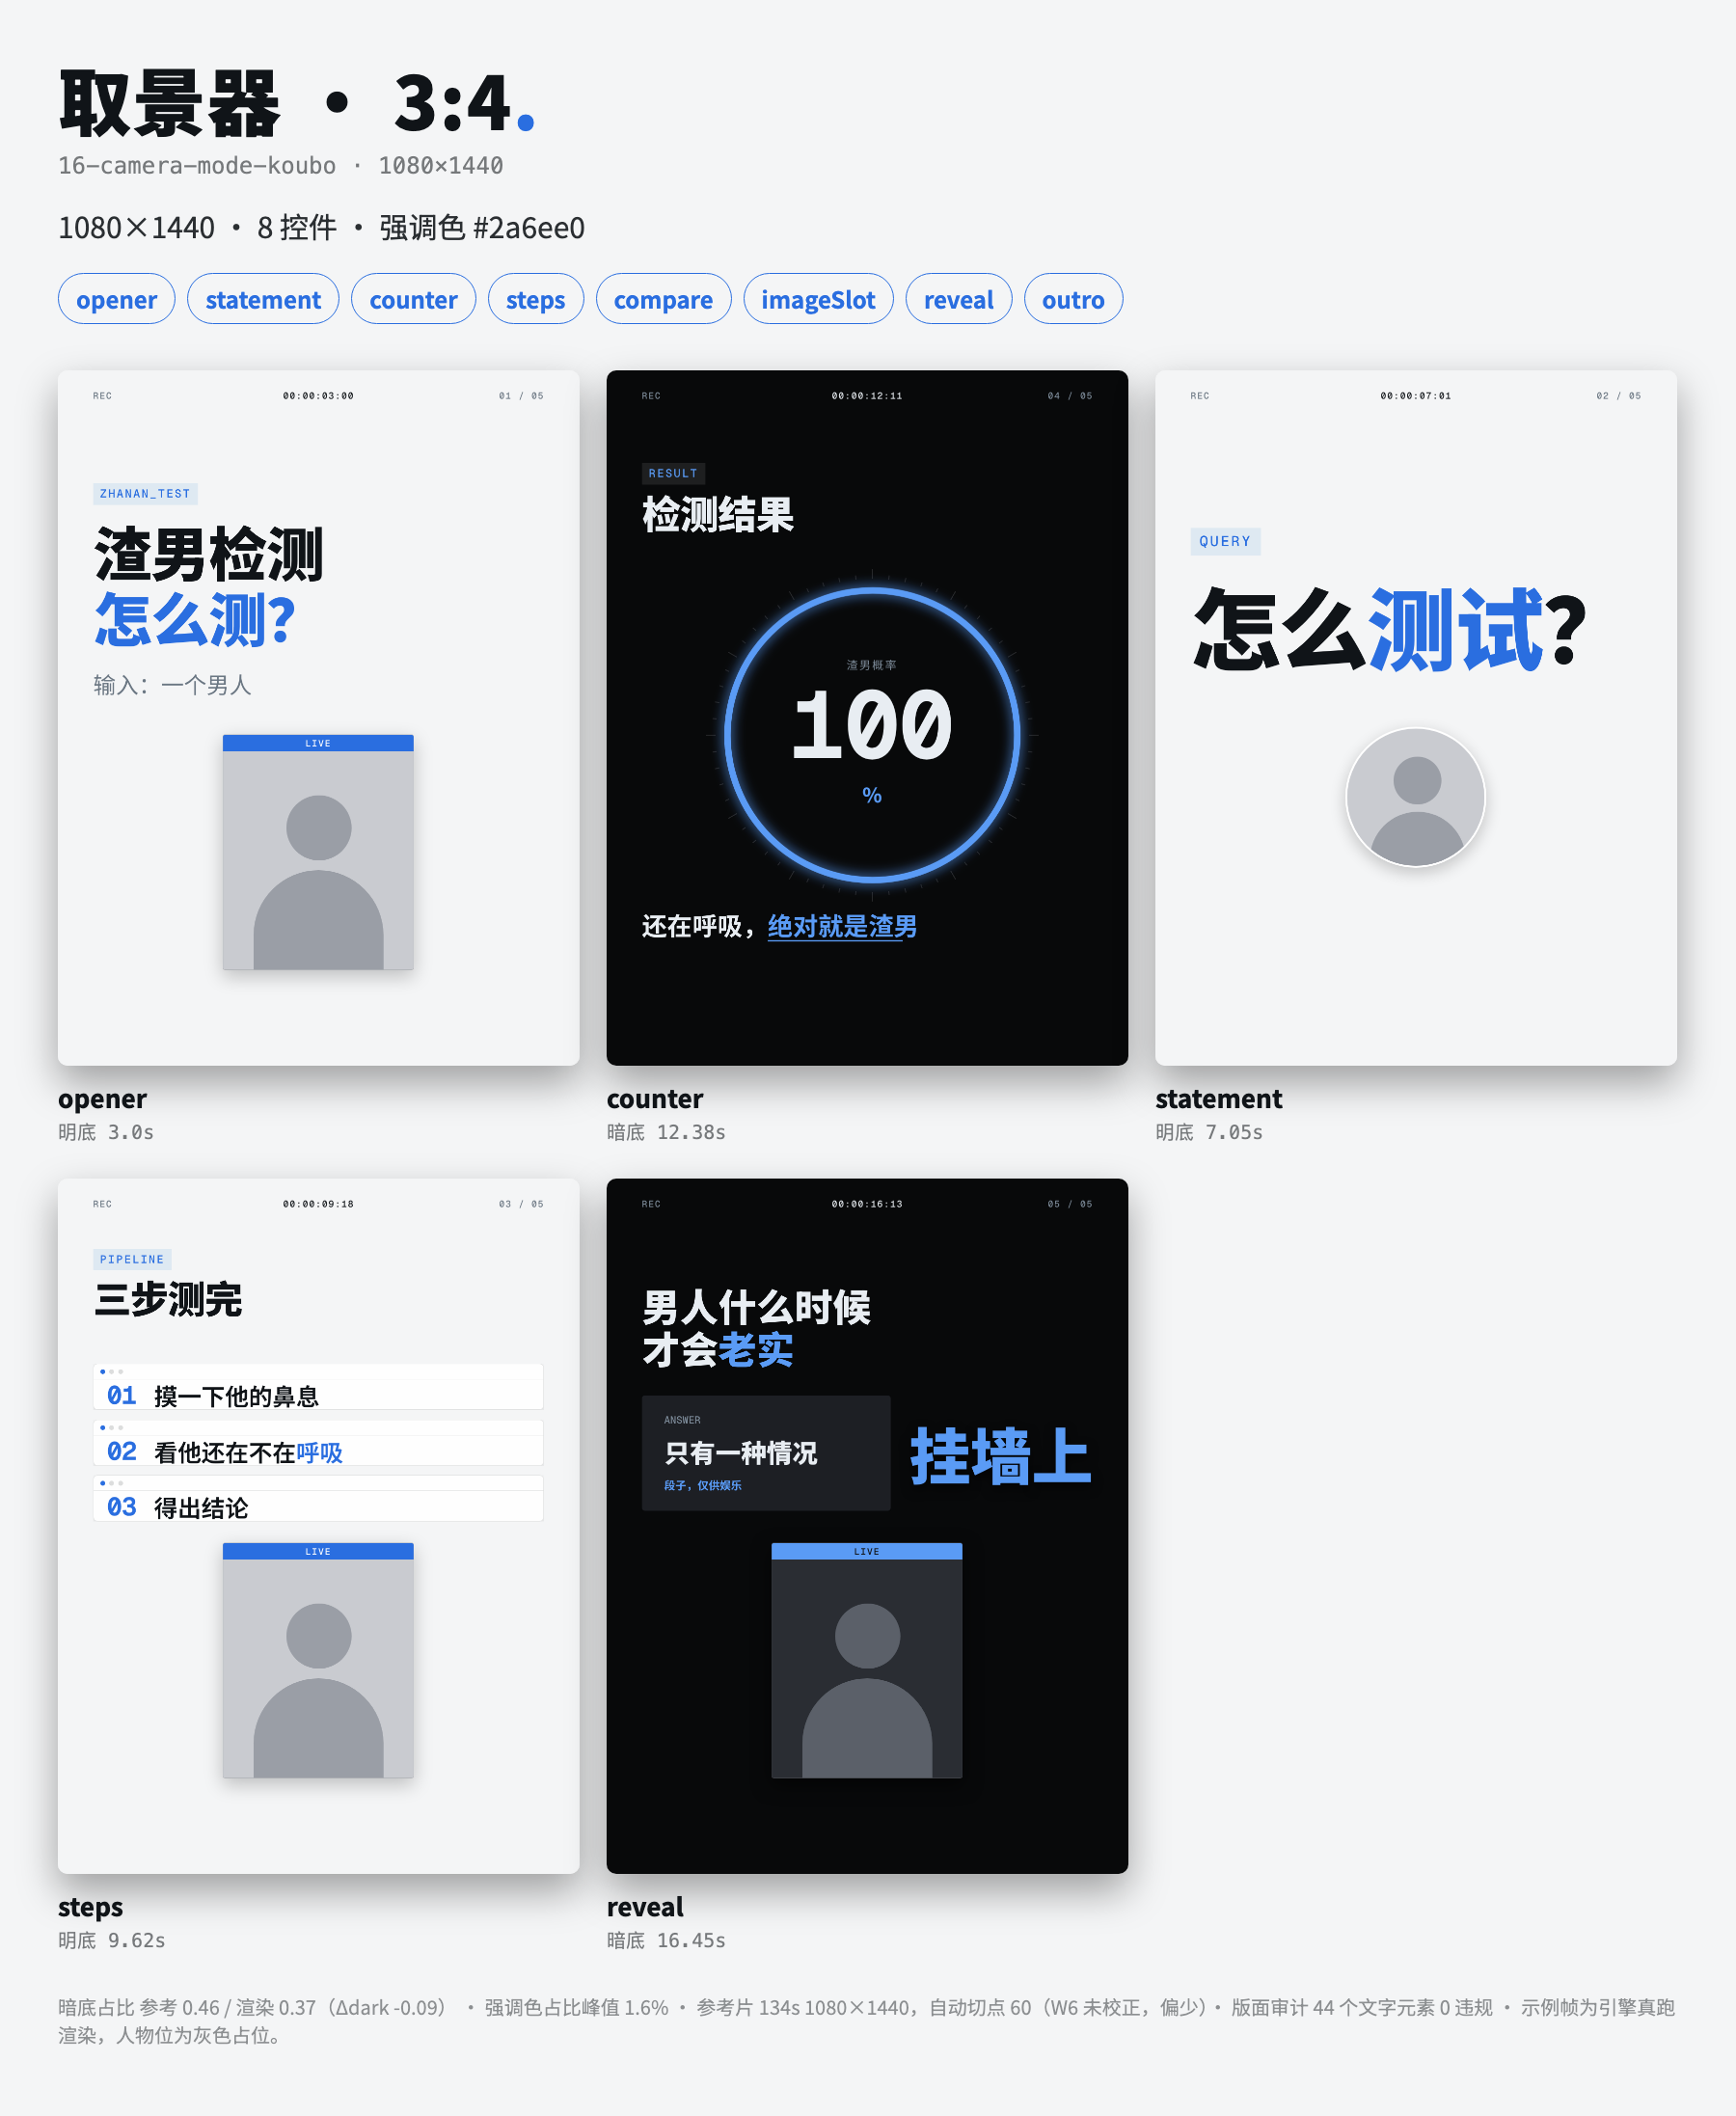 取景器 · 3:4.
16-camera-mode-koubo · 1080×1440
1080×1440 · 8 控件 · 强调色 #2a6ee0
opener statement counter steps compare imageSlot reveal outro
REC 00:00:03:00 01 / 05
ZHANAN_TEST
渣男检测
怎么测?
输入：一个男人
LIVE
opener
明底 3.0s
REC 00:00:12:11 04 / 05
RESULT
检测结果
渣男概率
100
%
还在呼吸，绝对就是渣男
counter
暗底 12.38s
REC 00:00:07:01 02 / 05
QUERY
怎么测试?
statement
明底 7.05s
REC 00:00:09:18 03 / 05
PIPELINE
三步测完
01 摸一下他的鼻息
02 看他还在不在呼吸
03 得出结论
LIVE
steps
明底 9.62s
REC 00:00:16:13 05 / 05
男人什么时候
才会老实
ANSWER
只有一种情况
段子，仅供娱乐
挂墙上
LIVE
reveal
暗底 16.45s
暗底占比 参考 0.46 / 渲染 0.37（Δdark -0.09） · 强调色占比峰值 1.6% · 参考片 134s 1080×1440，自动切点 60（W6 未校正，偏少）· 版面审计 44 个文字元素 0 违规 · 示例帧为引擎真跑
渲染，人物位为灰色占位。